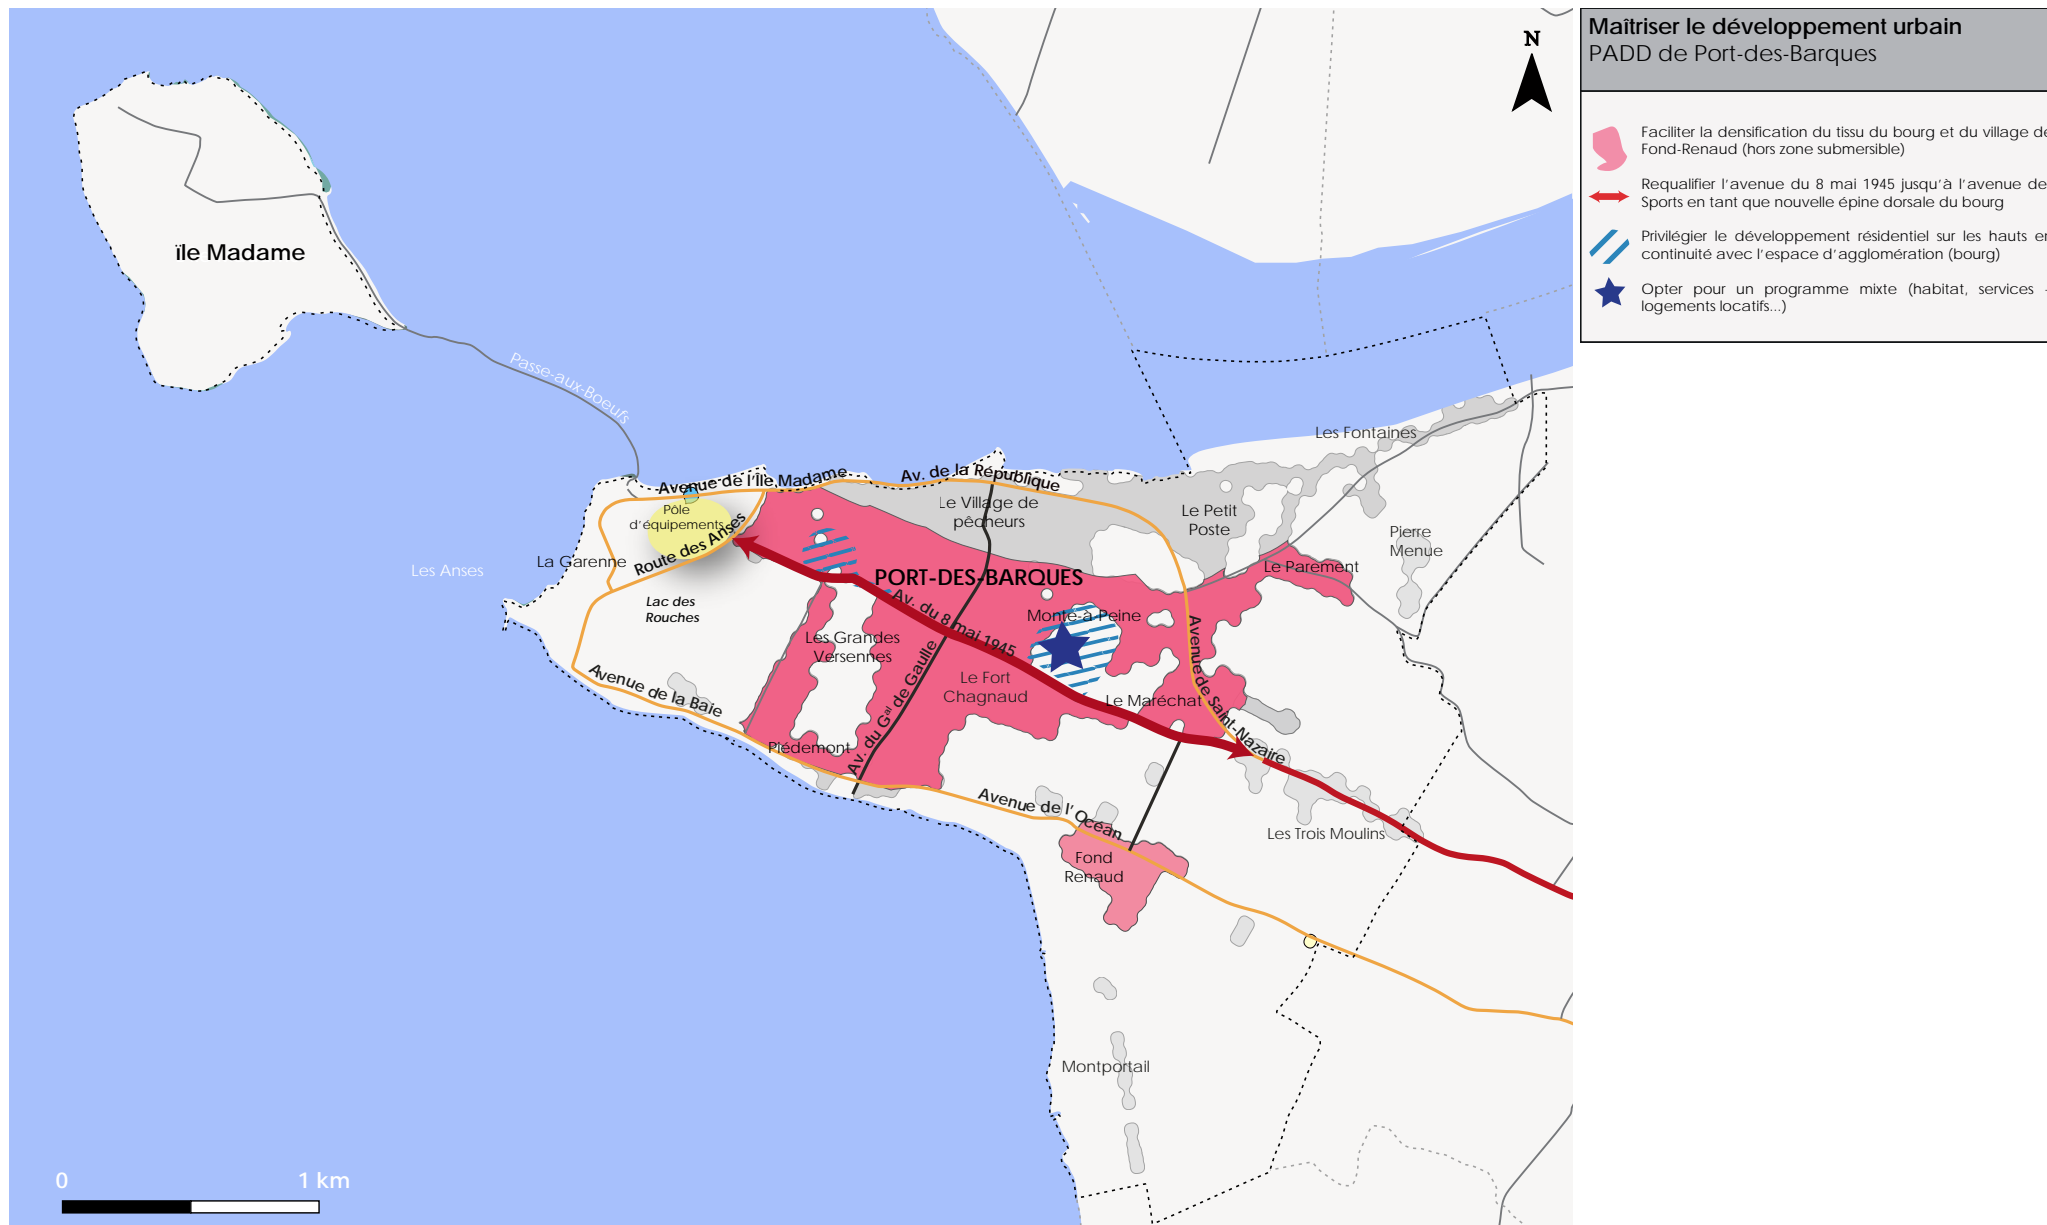 Maîtriser le développement urbain
PADD de Port-des-Barques
Faciliter la densification du tissu du bourg et du village de
Fond-Renaud (hors zone submersible)
Requalifier l'avenue du 8 mai 1945 jusqu'à l'avenue de
Sports en tant que nouvelle épine dorsale du bourg
Privilégier le développement résidentiel sur les hauts en
continuité avec l'espace d'agglomération (bourg)
Opter pour un programme mixte (habitat, services -
logements locatifs...)
N
ïle Madame
Passe-aux-Boeufs
Les Fontaines
Avenue de l'Île Madame
Av. de la République
Pôle
d'équipements
Le Village de
pêcheurs
Le Petit
Poste
Pierre
Menue
Les Anses
La Garenne
Route des Anses
PORT-DES-BARQUES
Le Parement
Lac des
Rouches
Av. du 8 mai 1945
Monte-à-Peine
Les Grandes
Versennes
Avenue de Saint-Nazaire
Le Fort
Chagnaud
Av. du Gal de Gaulle
Le Maréchat
Avenue de la Baie
Piédemont
Avenue de l'Océan
Les Trois Moulins
Fond
Renaud
Montportail
0
1 km